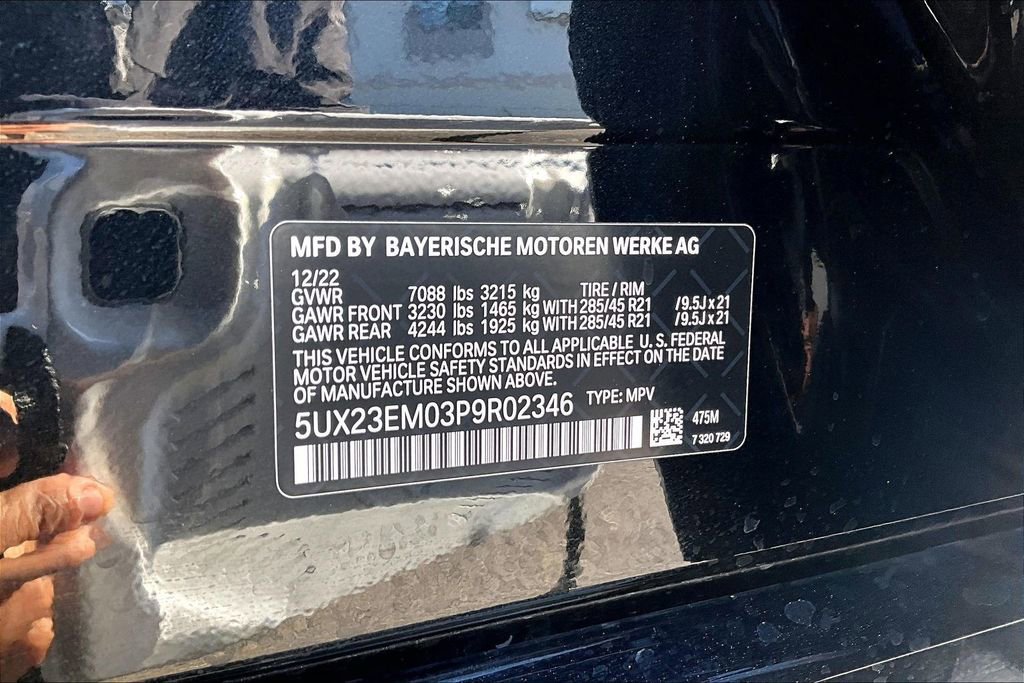 MFD BY BAYERISCHE MOTOREN WERKE AG
12/22 TIRE / RIM
GVWR 7088 lbs 3215 kg
GAWR FRONT 3230 lbs 1465 kg WITH 285/45 R21 /9.5J x 21
GAWR REAR 4244 lbs 1925 kg WITH 285/45 R21 /9.5J x 21
THIS VEHICLE CONFORMS TO ALL APPLICABLE U. S. FEDERAL
MOTOR VEHICLE SAFETY STANDARDS IN EFFECT ON THE DATE
OF MANUFACTURE SHOWN ABOVE.
5UX23EM03P9R02346 TYPE: MPV
475M
7 320 729